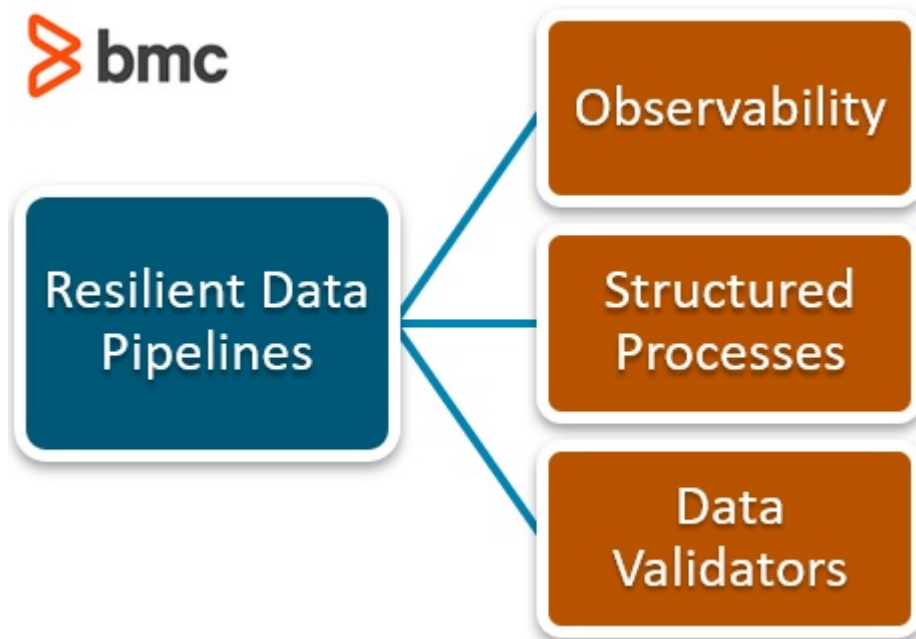 bmc
Resilient Data
Pipelines
Observability
Structured
Processes
Data
Validators